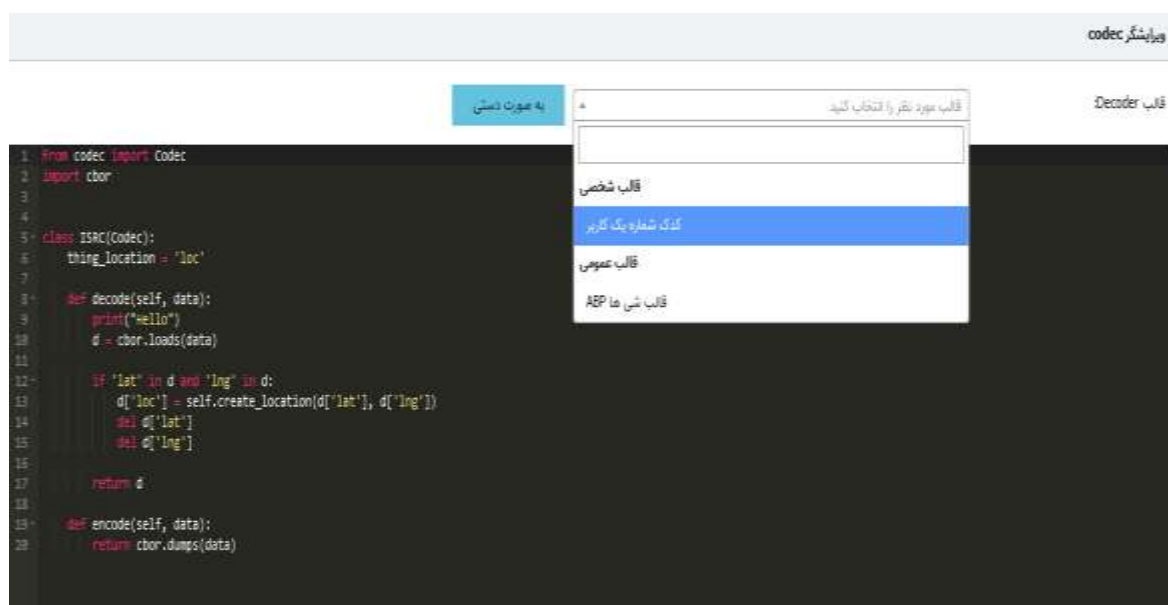 ویرایشگر codec
قالب Decoder:
قالب مورد نظر را انتخاب کنید
به صورت دستی
قالب شخصی
کدک شماره یک کاربر
قالب عمومی
قالب شی ها ABP
1 from codec import Codec
2 import cbor
3
4
5 class ISRC(Codec):
6 thing_location = 'loc'
7
8 def decode(self, data):
9 print("Hello")
10 d = cbor.loads(data)
11
12 if 'lat' in d and 'lng' in d:
13 d['loc'] = self.create_location(d['lat'], d['lng'])
14 del d['lat']
15 del d['lng']
16
17 return d
18
19 def encode(self, data):
20 return cbor.dumps(data)